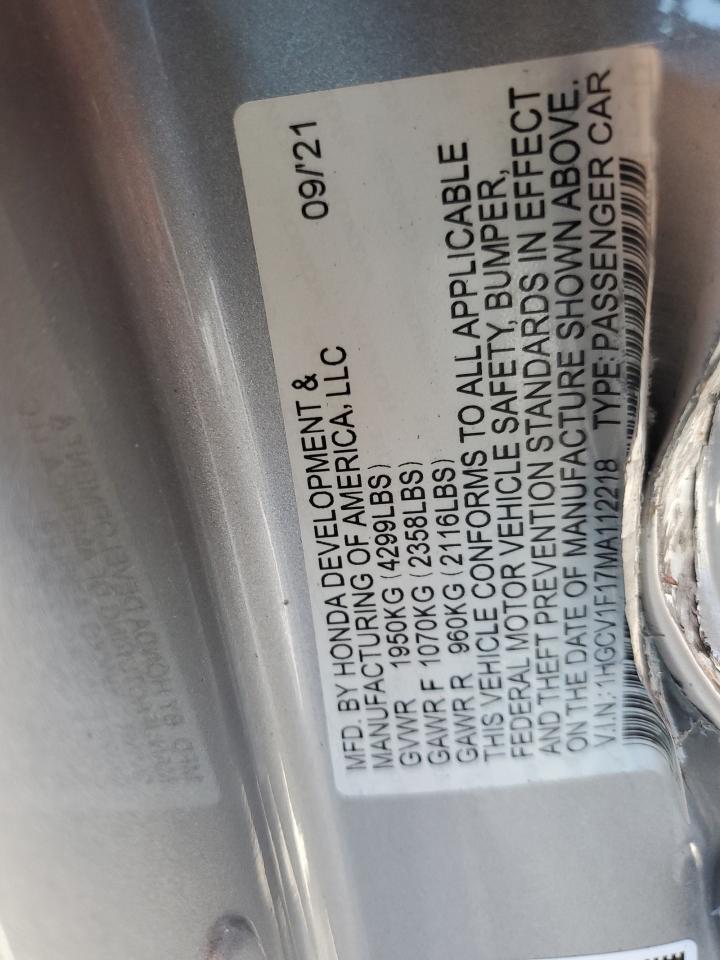 MFD. BY HONDA DEVELOPMENT &
MANUFACTURING OF AMERICA, LLC 09/'21
GVWR 1950KG (4299LBS)
GAWR F 1070KG (2358LBS)
GAWR R 960KG (2116LBS)
THIS VEHICLE CONFORMS TO ALL APPLICABLE
FEDERAL MOTOR VEHICLE SAFETY, BUMPER,
AND THEFT PREVENTION STANDARDS IN EFFECT
ON THE DATE OF MANUFACTURE SHOWN ABOVE.
V.I.N.: 1HGCV1F17MA112218 TYPE: PASSENGER CAR